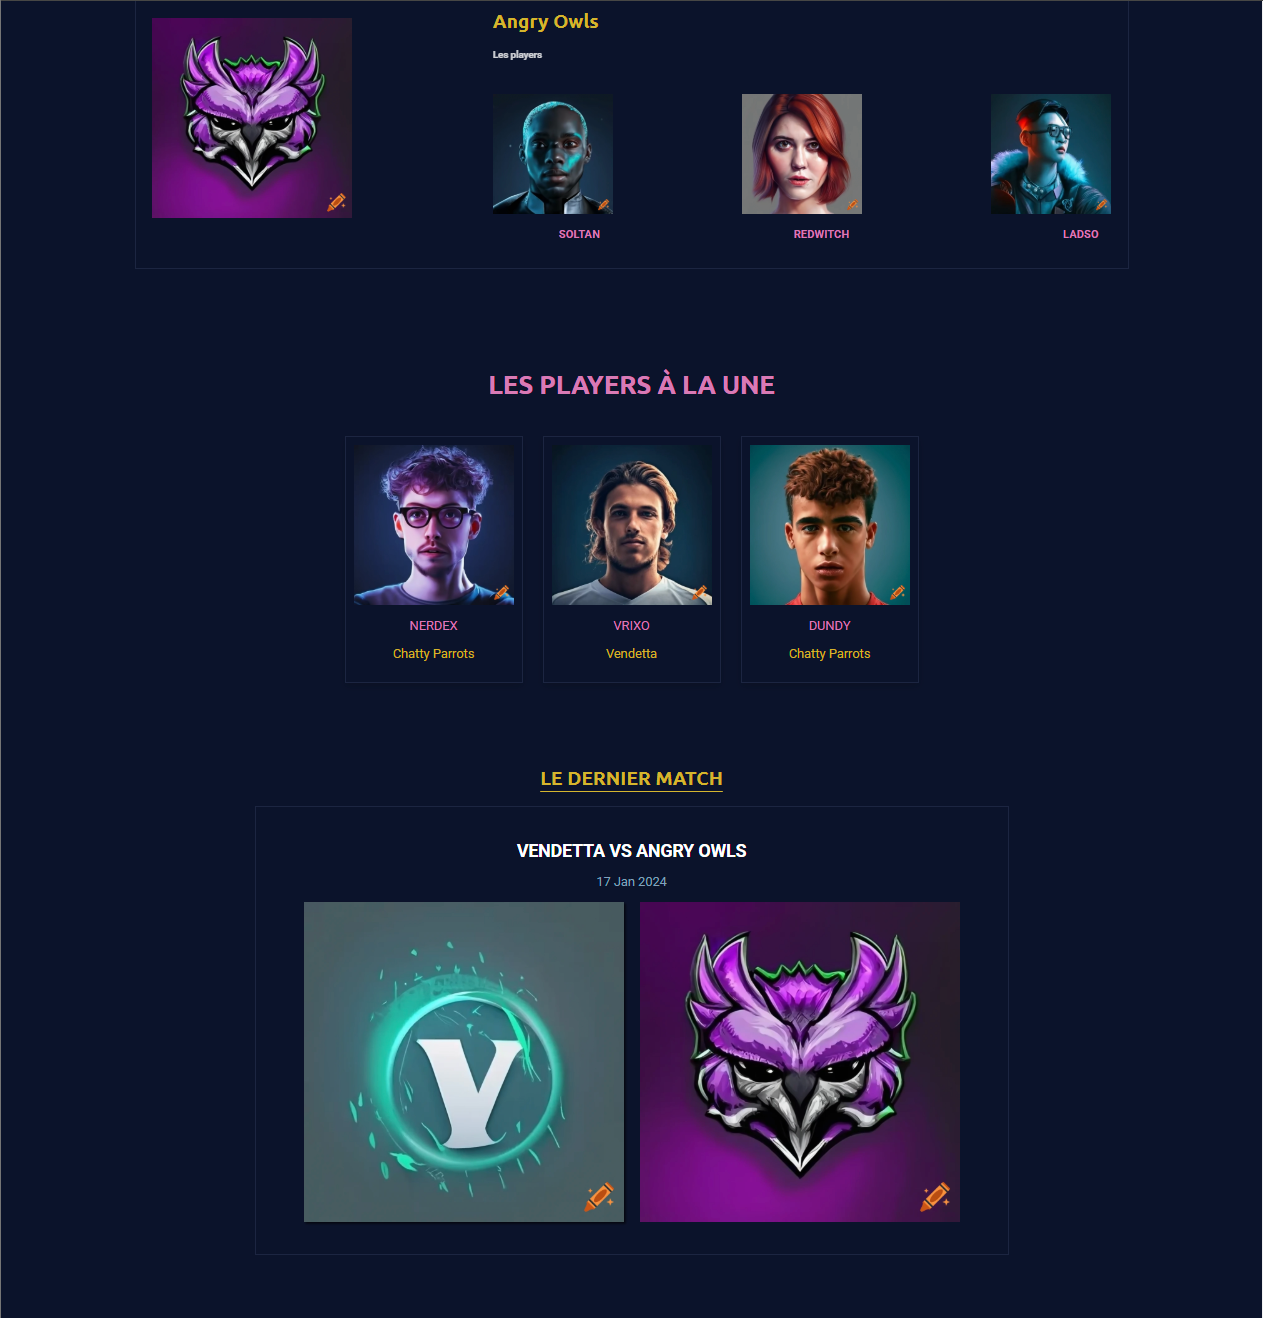 Angry Owls
Les players
SOLTAN
REDWITCH
LADSO
LES PLAYERS À LA UNE
NERDEX
Chatty Parrots
VRIXO
Vendetta
DUNDY
Chatty Parrots
LE DERNIER MATCH
VENDETTA VS ANGRY OWLS
17 Jan 2024
V